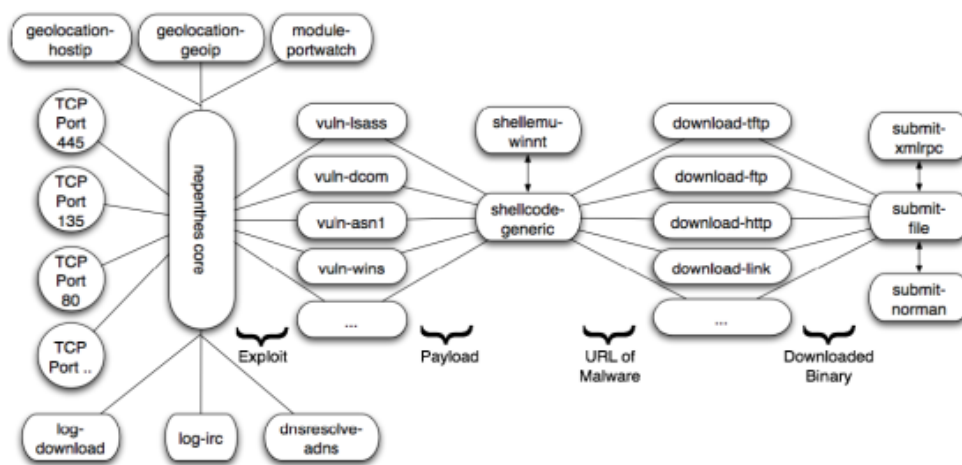 geolocation-
hostip
geolocation-
geoip
module-
portwatch
TCP
Port
445
TCP
Port
135
TCP
Port
80
TCP
Port ..
nepenthes core
vuln-lsass
vuln-dcom
vuln-asn1
vuln-wins
...
shellemu-
winnt
shellcode-
generic
download-tftp
download-ftp
download-http
download-link
...
submit-
xmlrpc
submit-
file
submit-
norman
Exploit
Payload
URL of
Malware
Downloaded
Binary
log-
download
log-irc
dnsresolve-
adns